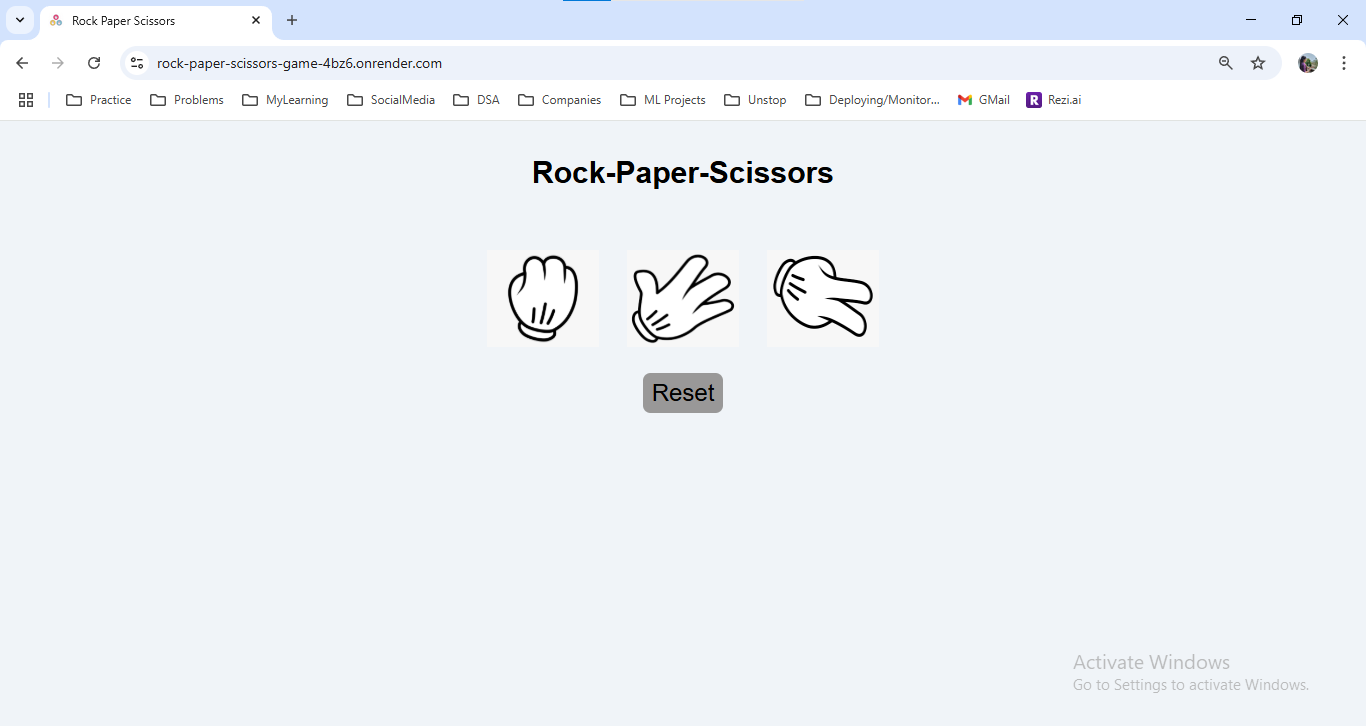 Rock Paper Scissors
rock-paper-scissors-game-4bz6.onrender.com
Practice Problems MyLearning SocialMedia DSA Companies ML Projects Unstop Deploying/Monitor... GMail R Rezi.ai
Rock-Paper-Scissors
Reset
Activate Windows
Go to Settings to activate Windows.